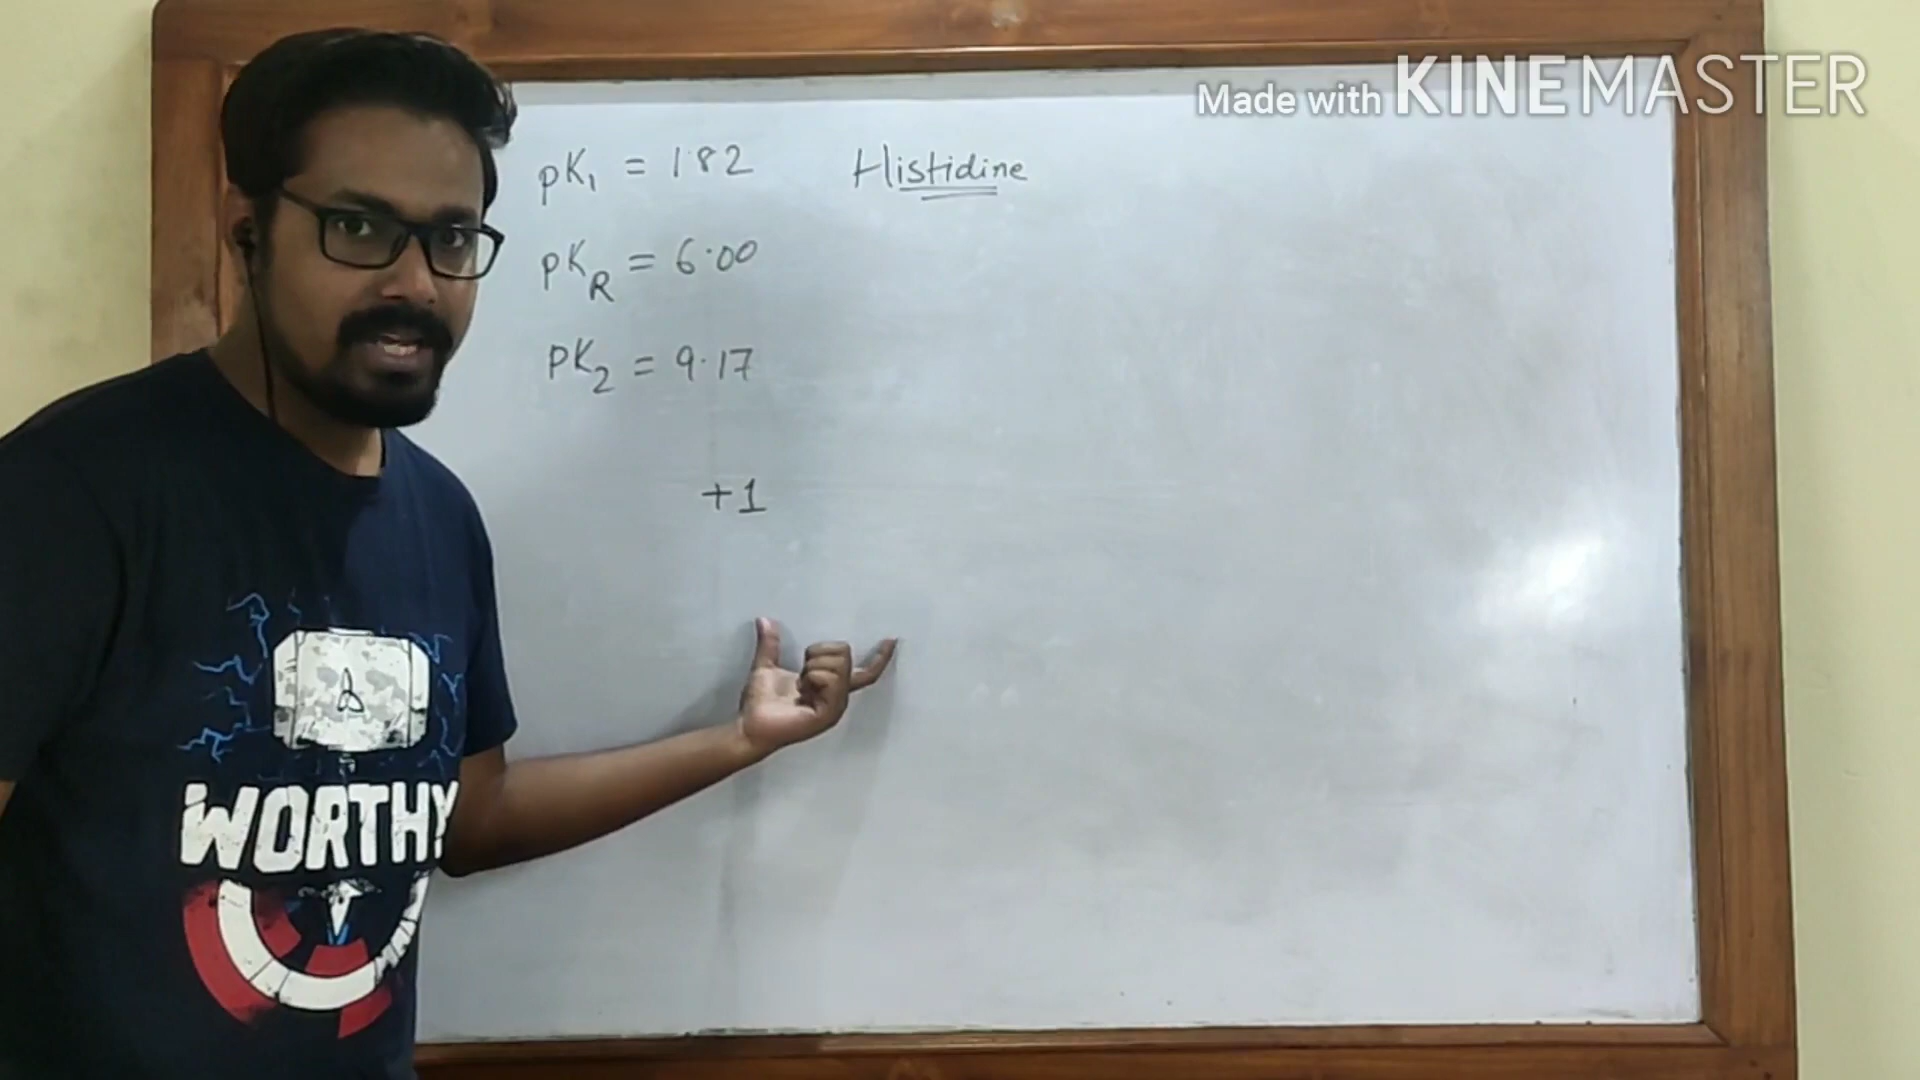 Made with KINEMASTER
pK1 = 1.82 Histidine
pKR = 6.00
pK2 = 9.17
+1
WORTHY